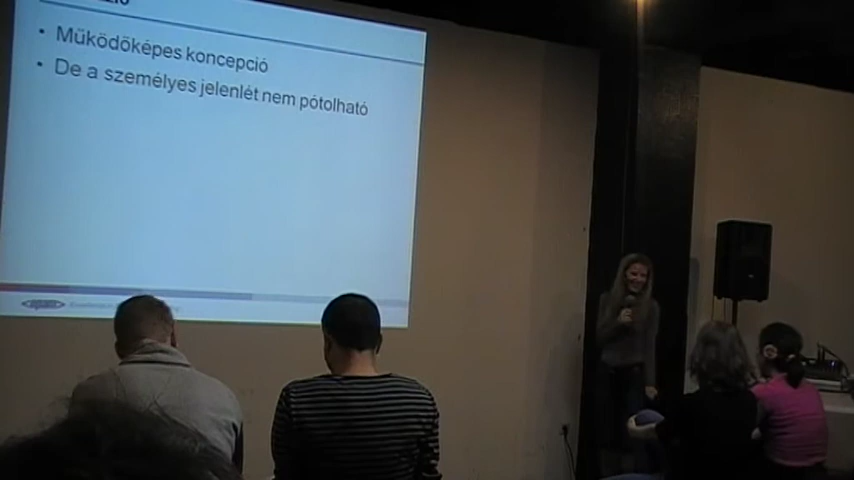 • Működőképes koncepció
• De a személyes jelenlét nem pótolható